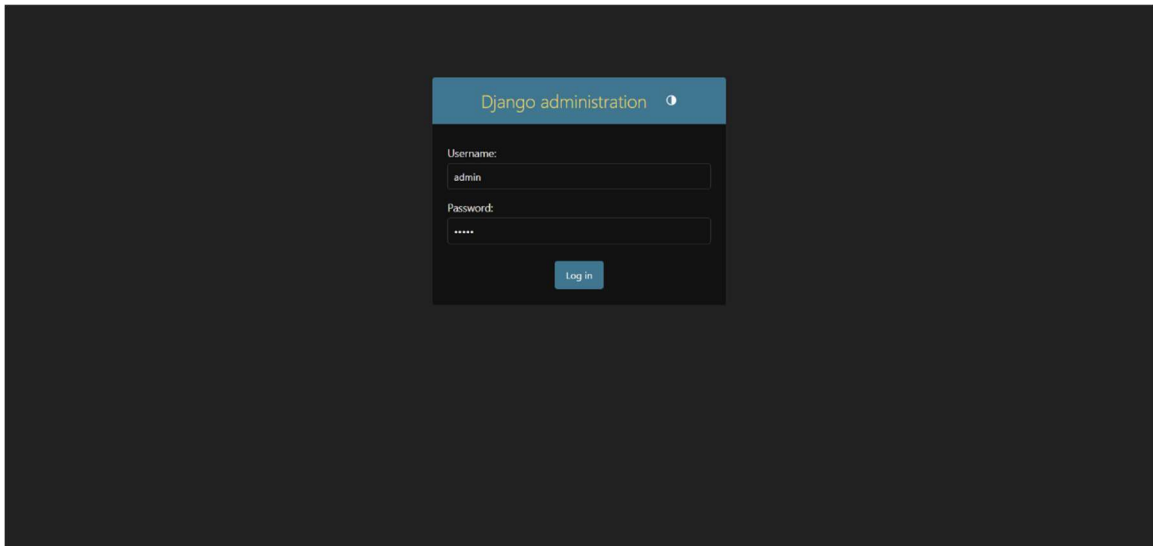 Django administration
Username:
admin
Password:
•••••
Log in